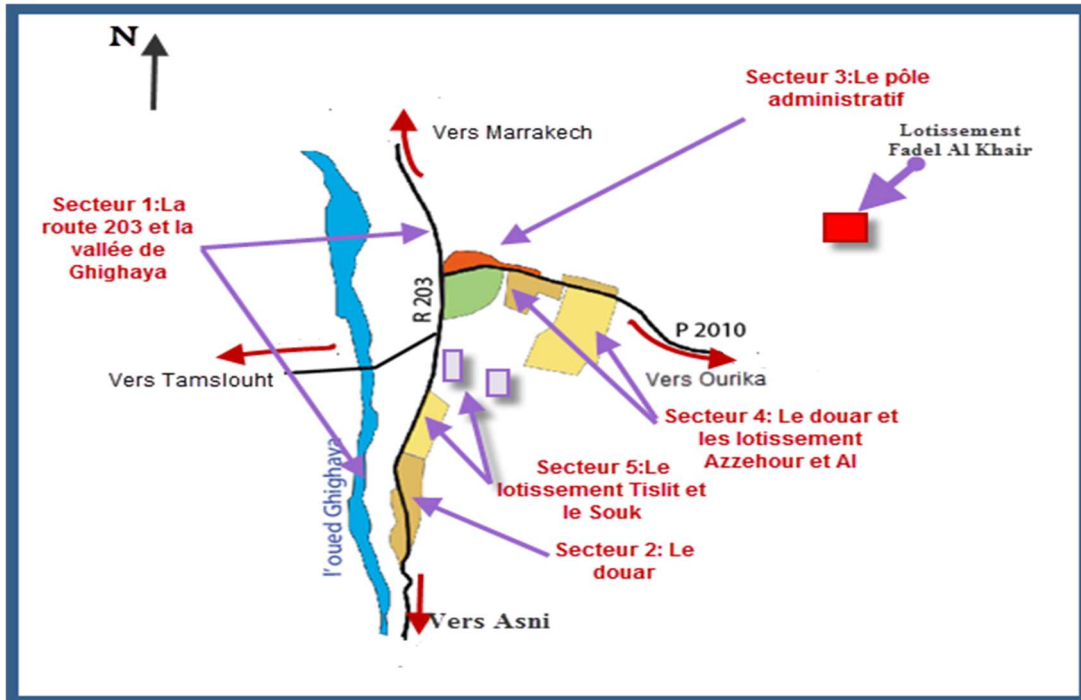 N
Secteur 3:Le pôle
administratif
Vers Marrakech
Lotissement
Fadel Al Khair
Secteur 1:La
route 203 et la
vallée de
Ghighaya
R 203
P 2010
Vers Tamslouht
Vers Ourika
Secteur 4: Le douar et
les lotissement
Azzehour et Al
l'oued Ghighaya
Secteur 5:Le
lotissement Tislit et
le Souk
Secteur 2: Le
douar
Vers Asni